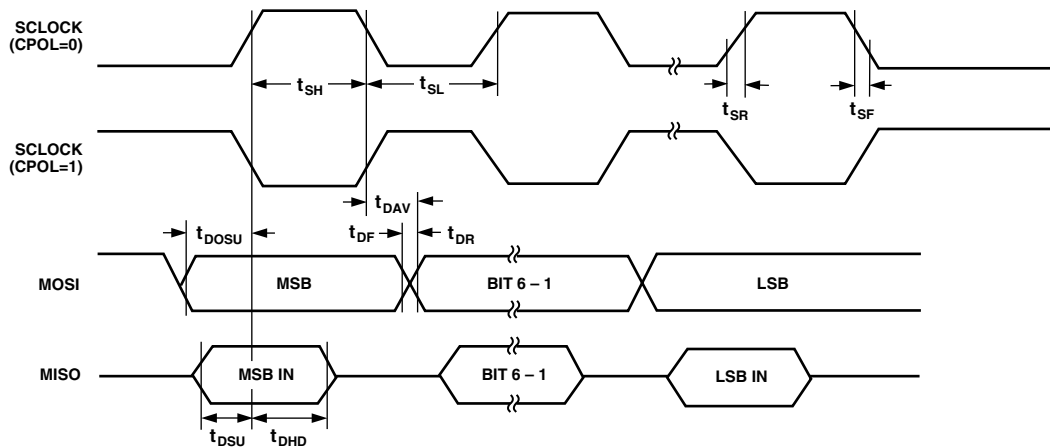 SCLOCK
(CPOL=0)
tSH
tSL
tSR
tSF
SCLOCK
(CPOL=1)
tDAV
tDOSU
tDF
tDR
MOSI
MSB
BIT 6 – 1
LSB
MISO
MSB IN
BIT 6 – 1
LSB IN
tDSU
tDHD